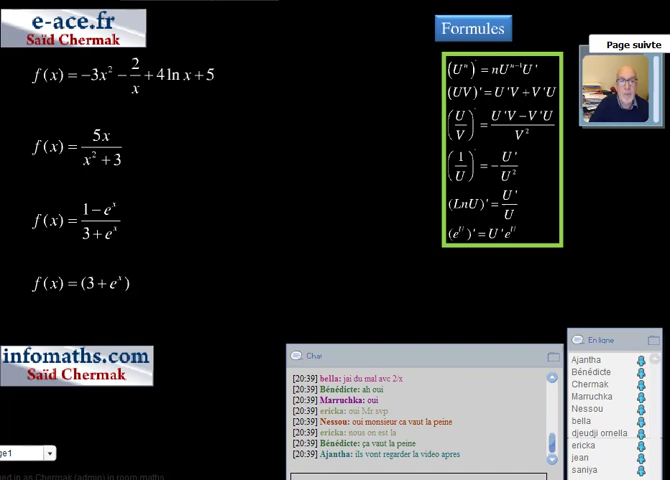 e-ace.fr
Saïd Chermak
Formules
Page suivte
f(x) = −3x² − 2/x + 4 ln x + 5
f(x) = 5x/(x² + 3)
f(x) = (1 − eˣ)/(3 + eˣ)
f(x) = (3 + eˣ)
(Uⁿ)' = nUⁿ⁻¹U'
(UV)' = U'V + V'U
(U/V)' = (U'V − V'U)/V²
(1/U)' = −U'/U²
(LnU)' = U'/U
(eᵁ)' = U'eᵁ
infomaths.com
Saïd Chermak
Chat
[20:39] bella: jai du mal avc 2/x
[20:39] Bénédicte: ah oui
[20:39] Marruchka: oui
[20:39] ericka: oui Mr svp
[20:39] Nessou: oui monsieur ca vaut la peine
[20:39] ericka: nous on est la
[20:39] Bénédicte: ça vaut la peine
[20:39] Ajantha: ils vont regarder la video apres
En ligne
Ajantha
Bénédicte
Chermak
Marruchka
Nessou
bella
djeudji ornella
ericka
jean
saniya
ge1
ed in as Chermak (admin) in room maths